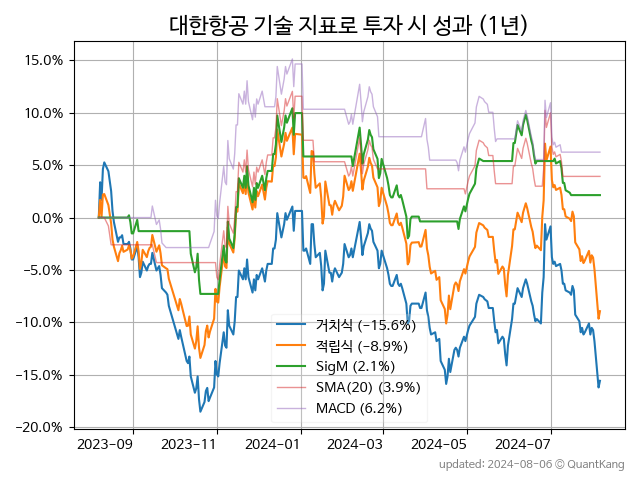 대한항공 기술 지표로 투자 시 성과 (1년)
15.0%
10.0%
5.0%
0.0%
−5.0%
−10.0%
−15.0%
−20.0%
거치식 (−15.6%)
적립식 (−8.9%)
SigM (2.1%)
SMA(20) (3.9%)
MACD (6.2%)
2023−09 2023−11 2024−01 2024−03 2024−05 2024−07
updated: 2024-08-06 © QuantKang